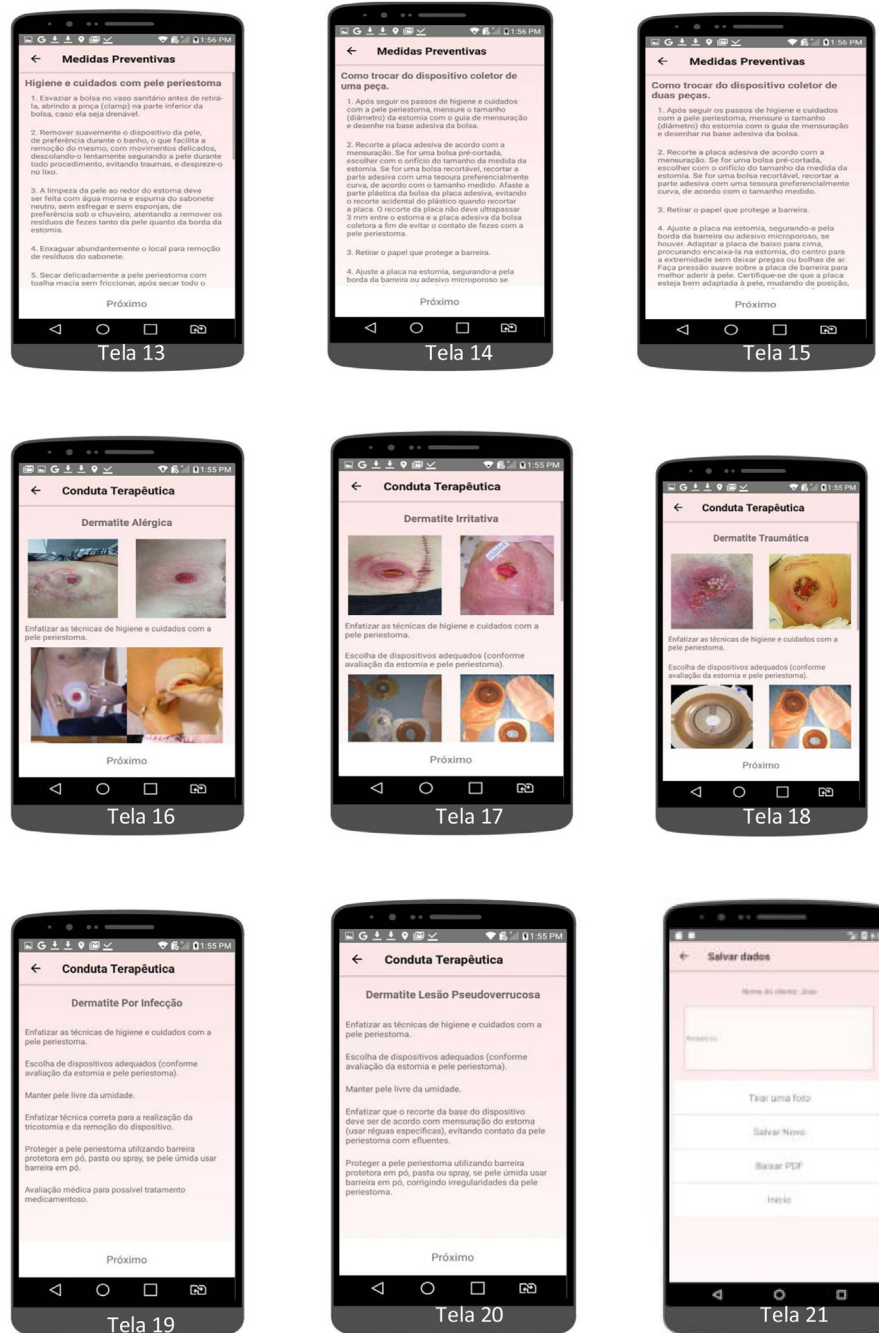 1:56 PM
Medidas Preventivas
Higiene e cuidados com pele periestoma
1. Esvaziar a bolsa no vaso sanitário antes de retirá-
la, abrindo a pinça (clamp) na parte inferior da
bolsa, caso ela seja drenável.
2. Remover suavemente o dispositivo da pele,
de preferência durante o banho, o que facilita a
remoção do mesmo, com movimentos delicados,
descolando-o lentamente segurando a pele durante
todo procedimento, evitando traumas, e despreze-o
no lixo.
3. A limpeza da pele ao redor do estoma deve
ser feita com água morna e espuma do sabonete
neutro, sem esfregar e sem esponjas, de
preferência sob o chuveiro, atentando a remover os
resíduos de fezes tanto da pele quanto da borda da
estomia.
4. Enxaguar abundantemente o local para remoção
de resíduos do sabonete.
5. Secar delicadamente a pele periestoma com
toalha macia sem friccionar, após secar todo o
Próximo
Tela 13
1:56 PM
Medidas Preventivas
Como trocar do dispositivo coletor de
uma peça.
1. Após seguir os passos de higiene e cuidados
com a pele periestoma, mensure o tamanho
(diâmetro) da estomia com o guia de mensuração
e desenhe na base adesiva da bolsa.
2. Recorte a placa adesiva de acordo com a
mensuração. Se for uma bolsa pré-cortada,
escolher com o orifício do tamanho da medida da
estomia. Se for uma bolsa recortável, recortar a
parte adesiva com uma tesoura preferencialmente
curva, de acordo com o tamanho medido. Afaste a
parte plástica da bolsa da placa adesiva, evitando
o recorte acidental do plástico quando recortar
a placa. O recorte da placa não deve ultrapassar
3 mm entre o estoma e a placa adesiva da bolsa
coletora a fim de evitar o contato de fezes com a
pele periestoma.
3. Retirar o papel que protege a barreira.
4. Ajuste a placa na estomia, segurando-a pela
borda da barreira ou adesivo microporoso se
Próximo
Tela 14
1:56 PM
Medidas Preventivas
Como trocar do dispositivo coletor de
duas peças.
1. Após seguir os passos de higiene e cuidados
com a pele periestoma, mensure o tamanho
(diâmetro) do estomia com o guia de mensuração
e desenhar na base adesiva da bolsa.
2. Recorte a placa adesiva de acordo com a
mensuração. Se for uma bolsa pré-cortada,
escolher com o orifício do tamanho da medida da
estomia. Se for uma bolsa recortável, recortar a
parte adesiva com uma tesoura preferencialmente
curva, de acordo com o tamanho medido.
3. Retirar o papel que protege a barreira.
4. Ajuste a placa na estomia, segurando-a pela
borda da barreira ou adesivo microporoso, se
houver. Adaptar a placa de baixo para cima,
procurando encaixa-la na estomia, do centro para
a extremidade sem deixar pregas ou bolhas de ar.
Faça pressão suave sobre a placa de barreira para
melhor aderir à pele. Certifique-se de que a placa
esteja bem adaptada à pele, mudando de posição,
Próximo
Tela 15
1:55 PM
Conduta Terapêutica
Dermatite Alérgica
Enfatizar as técnicas de higiene e cuidados com a
pele periestoma.
Próximo
Tela 16
1:55 PM
Conduta Terapêutica
Dermatite Irritativa
Enfatizar as técnicas de higiene e cuidados com a
pele periestoma.
Escolha de dispositivos adequados (conforme
avaliação da estomia e pele periestoma).
Próximo
Tela 17
1:55 PM
Conduta Terapêutica
Dermatite Traumática
Enfatizar as técnicas de higiene e cuidados com a
pele periestoma.
Escolha de dispositivos adequados (conforme
avaliação da estomia e pele periestoma).
Próximo
Tela 18
1:55 PM
Conduta Terapêutica
Dermatite Por Infecção
Enfatizar as técnicas de higiene e cuidados com a
pele periestoma.
Escolha de dispositivos adequados (conforme
avaliação da estomia e pele periestoma).
Manter pele livre da umidade.
Enfatizar técnica correta para a realização da
tricotomia e da remoção do dispositivo.
Proteger a pele periestoma utilizando barreira
protetora em pó, pasta ou spray, se pele úmida usar
barreira em pó.
Avaliação médica para possível tratamento
medicamentoso.
Próximo
Tela 19
1:55 PM
Conduta Terapêutica
Dermatite Lesão Pseudoverrucosa
Enfatizar as técnicas de higiene e cuidados com a
pele periestoma.
Escolha de dispositivos adequados (conforme
avaliação da estomia e pele periestoma).
Manter pele livre da umidade.
Enfatizar que o recorte da base do dispositivo
deve ser de acordo com mensuração do estoma
(usar réguas específicas), evitando contato da pele
periestoma com efluentes.
Proteger a pele periestoma utilizando barreira
protetora em pó, pasta ou spray, se pele úmida usar
barreira em pó, corrigindo irregularidades da pele
periestoma.
Próximo
Tela 20
Salvar dados
Nome do cliente:
Tirar uma foto
Salvar Novo
Baixar PDF
Início
Tela 21